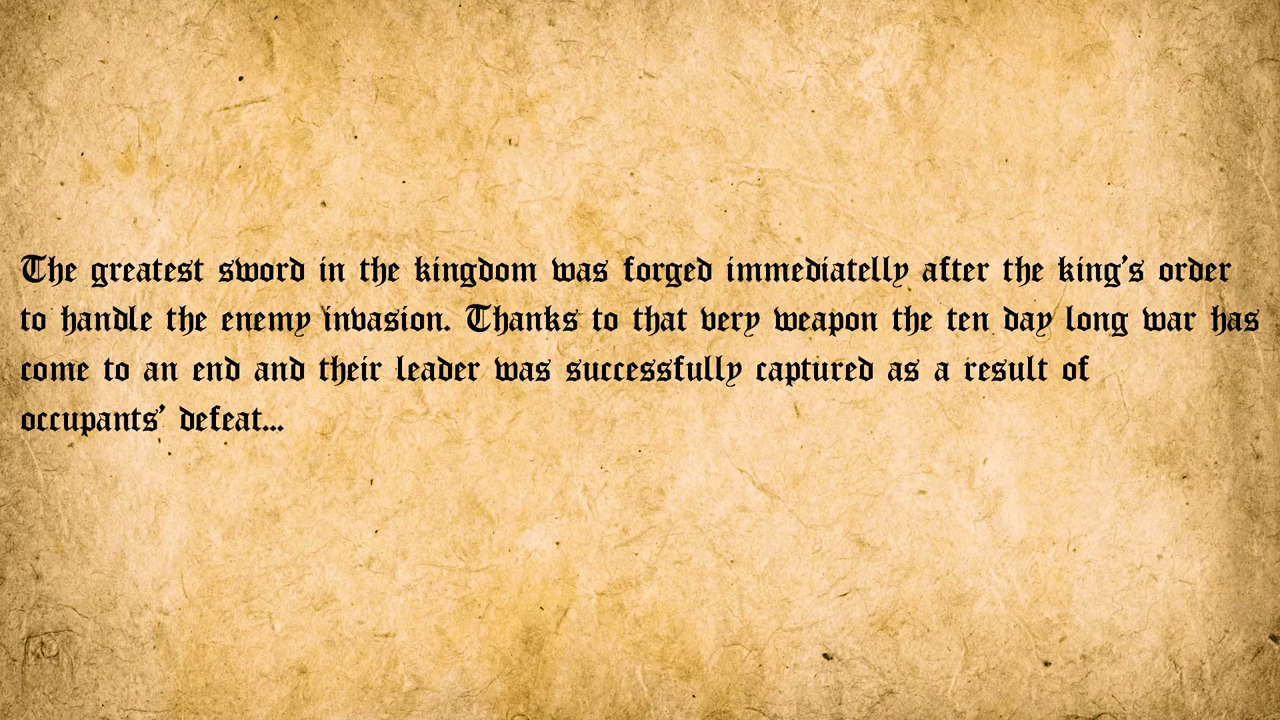 The greatest sword in the kingdom was forged immediatelly after the king's order
to handle the enemy invasion. Thanks to that very weapon the ten day long war has
come to an end and their leader was successfully captured as a result of
occupants' defeat...